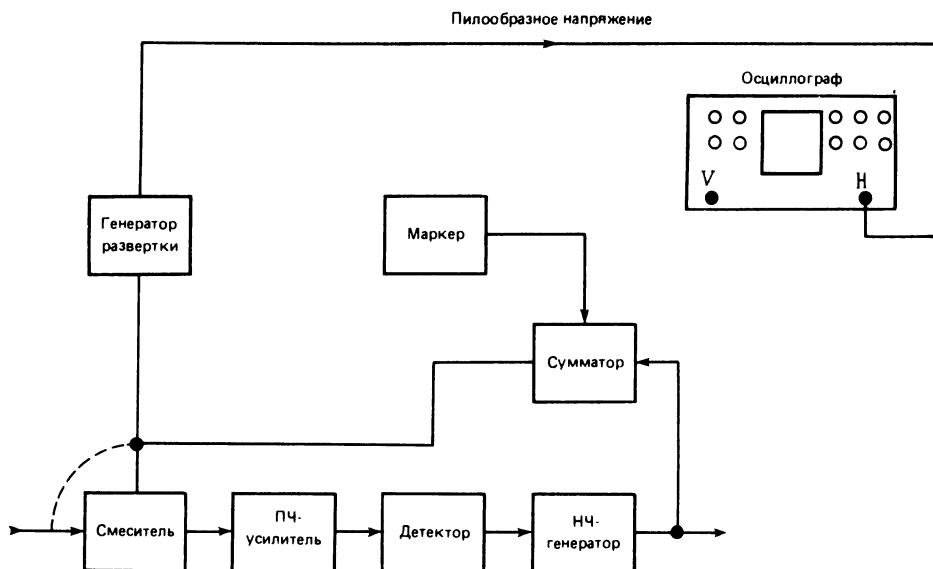 Пилообразное напряжение
Осциллограф
V
H
Генератор
развертки
Маркер
Сумматор
Смеситель
ПЧ-
усилитель
Детектор
НЧ-
генератор